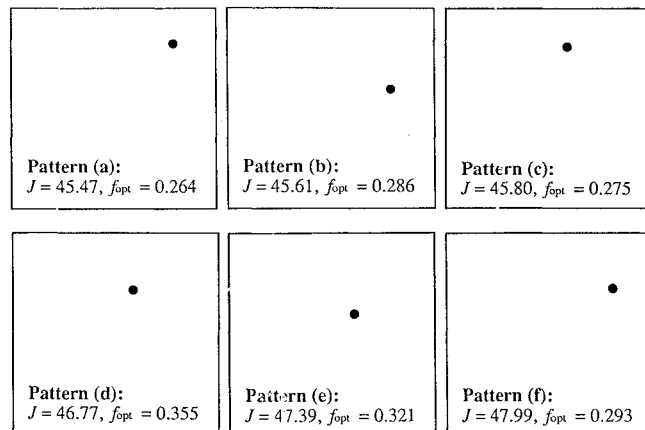 Pattern (a):
J = 45.47, fopt = 0.264
Pattern (b):
J = 45.61, fopt = 0.286
Pattern (c):
J = 45.80, fopt = 0.275
Pattern (d):
J = 46.77, fopt = 0.355
Pattern (e):
J = 47.39, fopt = 0.321
Pattern (f):
J = 47.99, fopt = 0.293